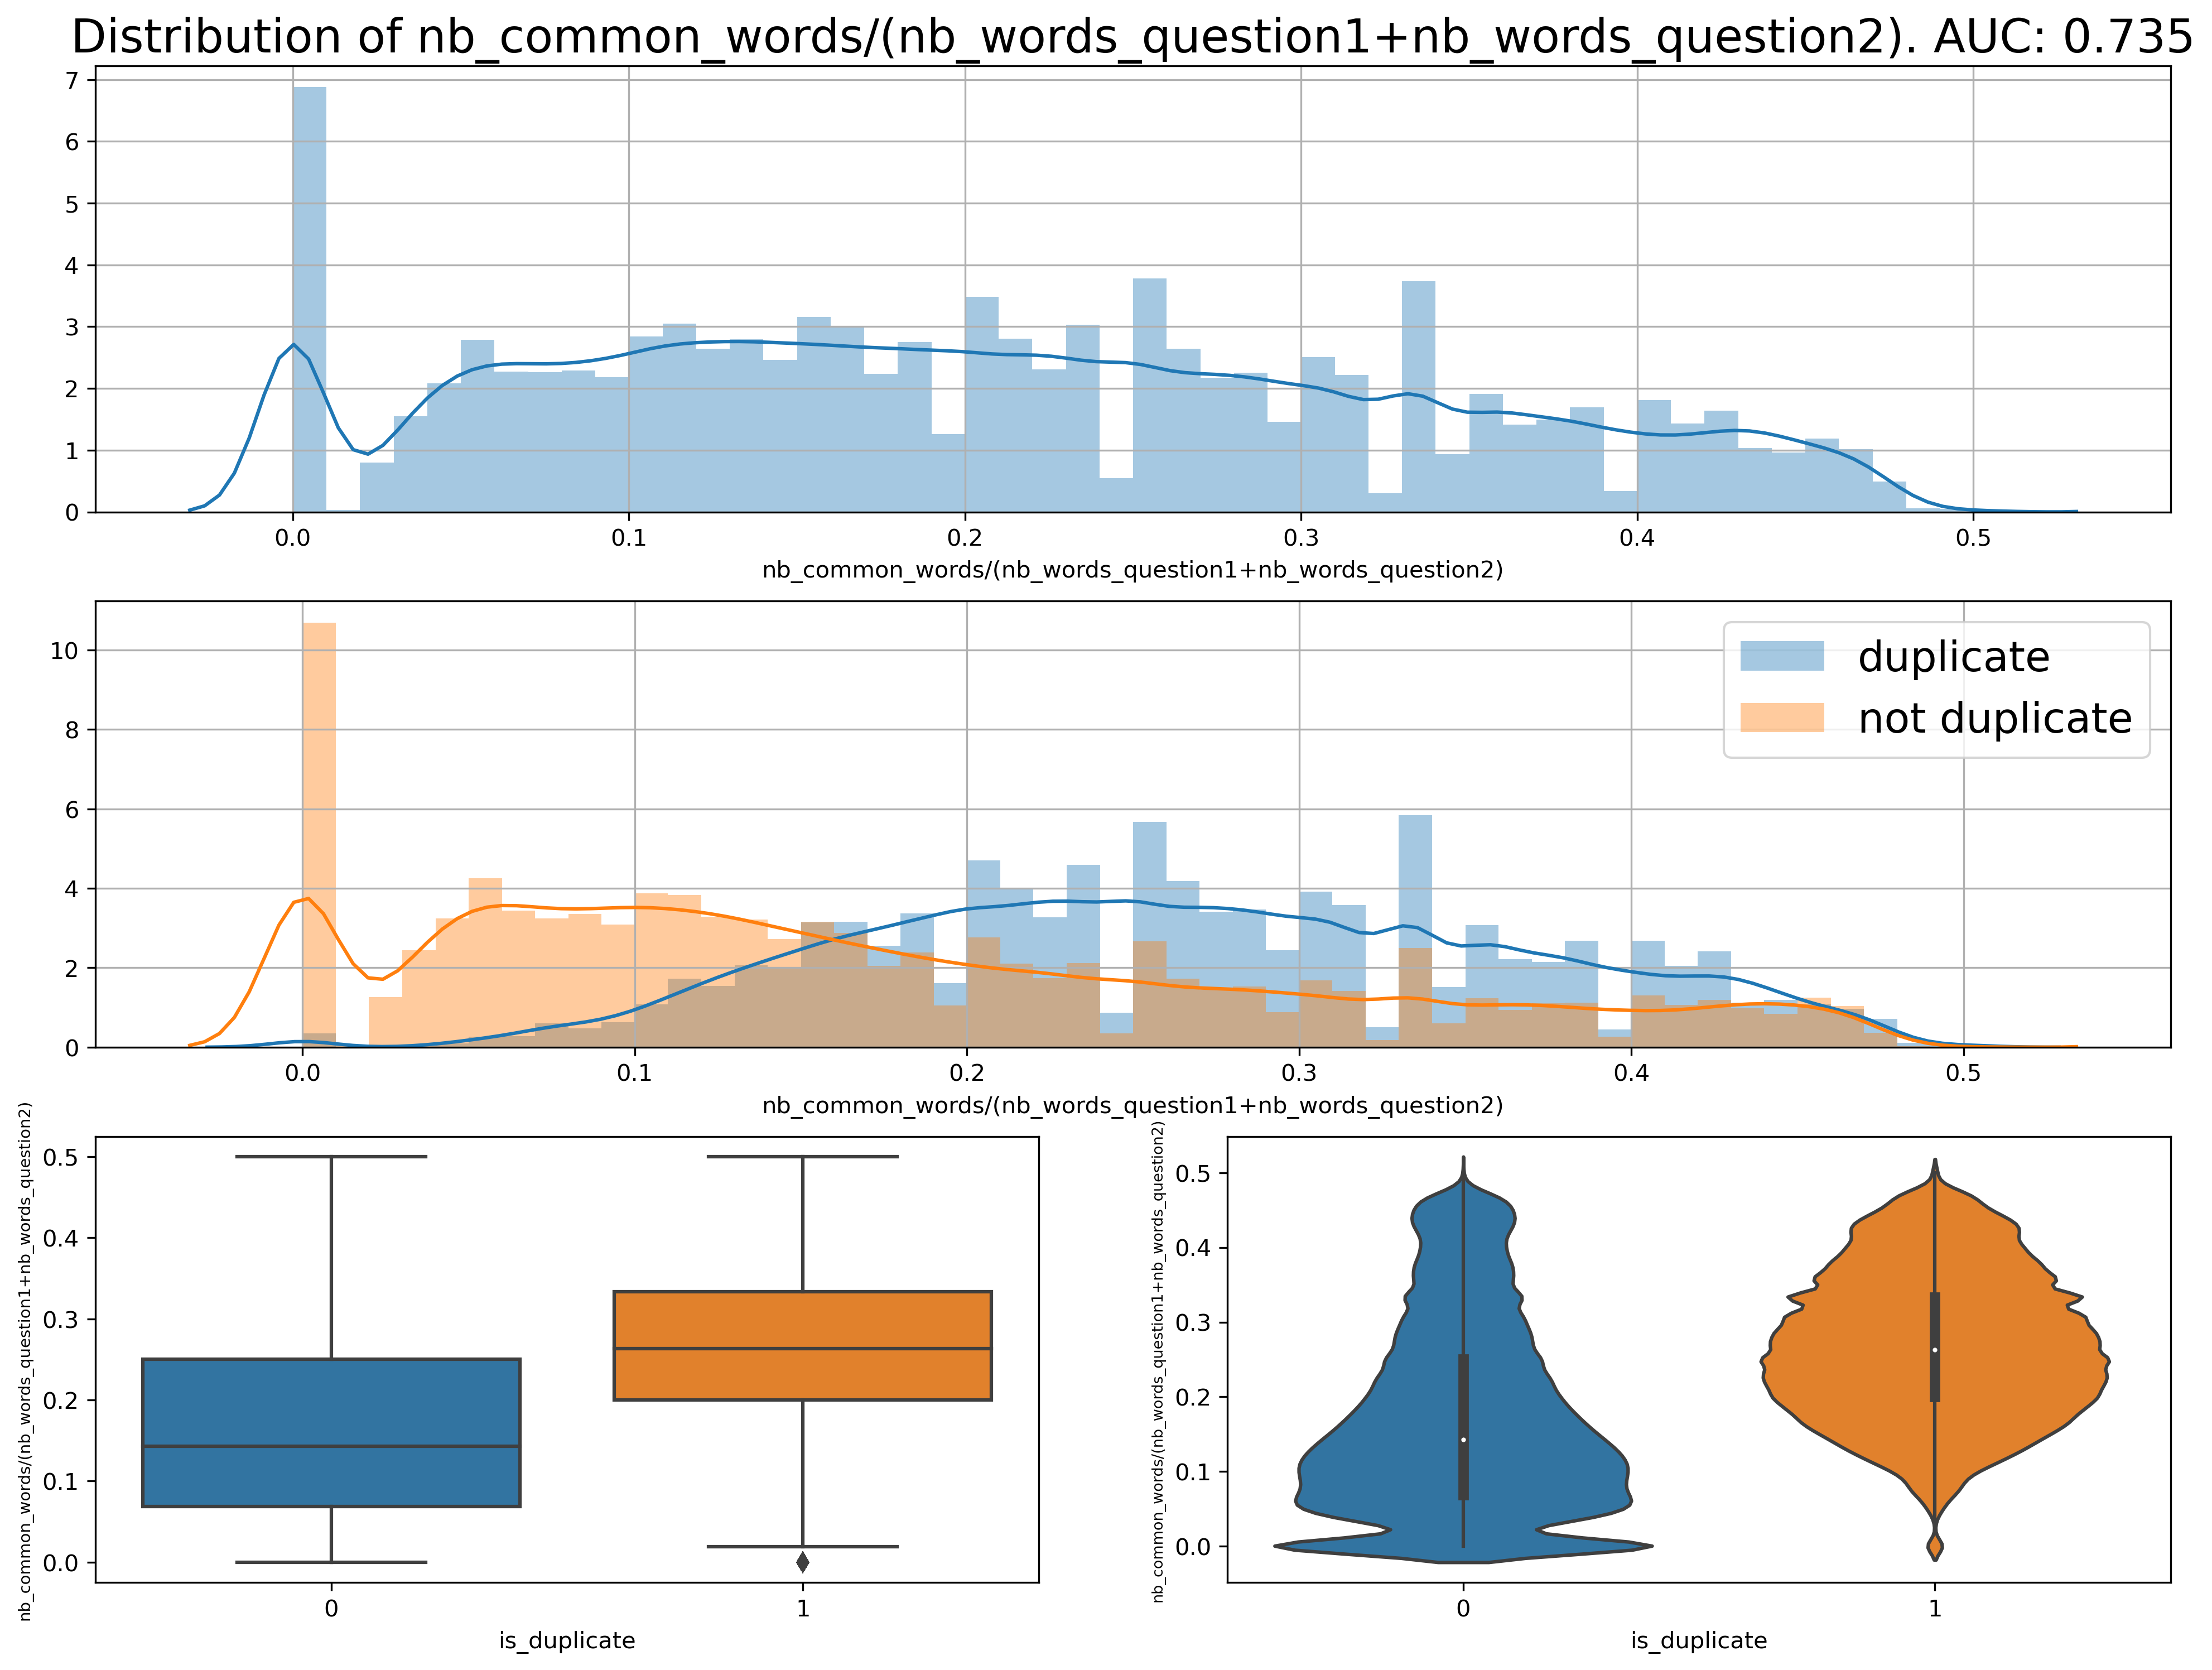 Distribution of nb_common_words/(nb_words_question1+nb_words_question2). AUC: 0.735
7
6
5
4
3
2
1
0
0.0 0.1 0.2 0.3 0.4 0.5
nb_common_words/(nb_words_question1+nb_words_question2)
10
8
6
4
2
0
duplicate
not duplicate
0.0 0.1 0.2 0.3 0.4 0.5
nb_common_words/(nb_words_question1+nb_words_question2)
nb_common_words/(nb_words_question1+nb_words_question2)
0.5
0.4
0.3
0.2
0.1
0.0
0 1
is_duplicate
nb_common_words/(nb_words_question1+nb_words_question2)
0.5
0.4
0.3
0.2
0.1
0.0
0 1
is_duplicate